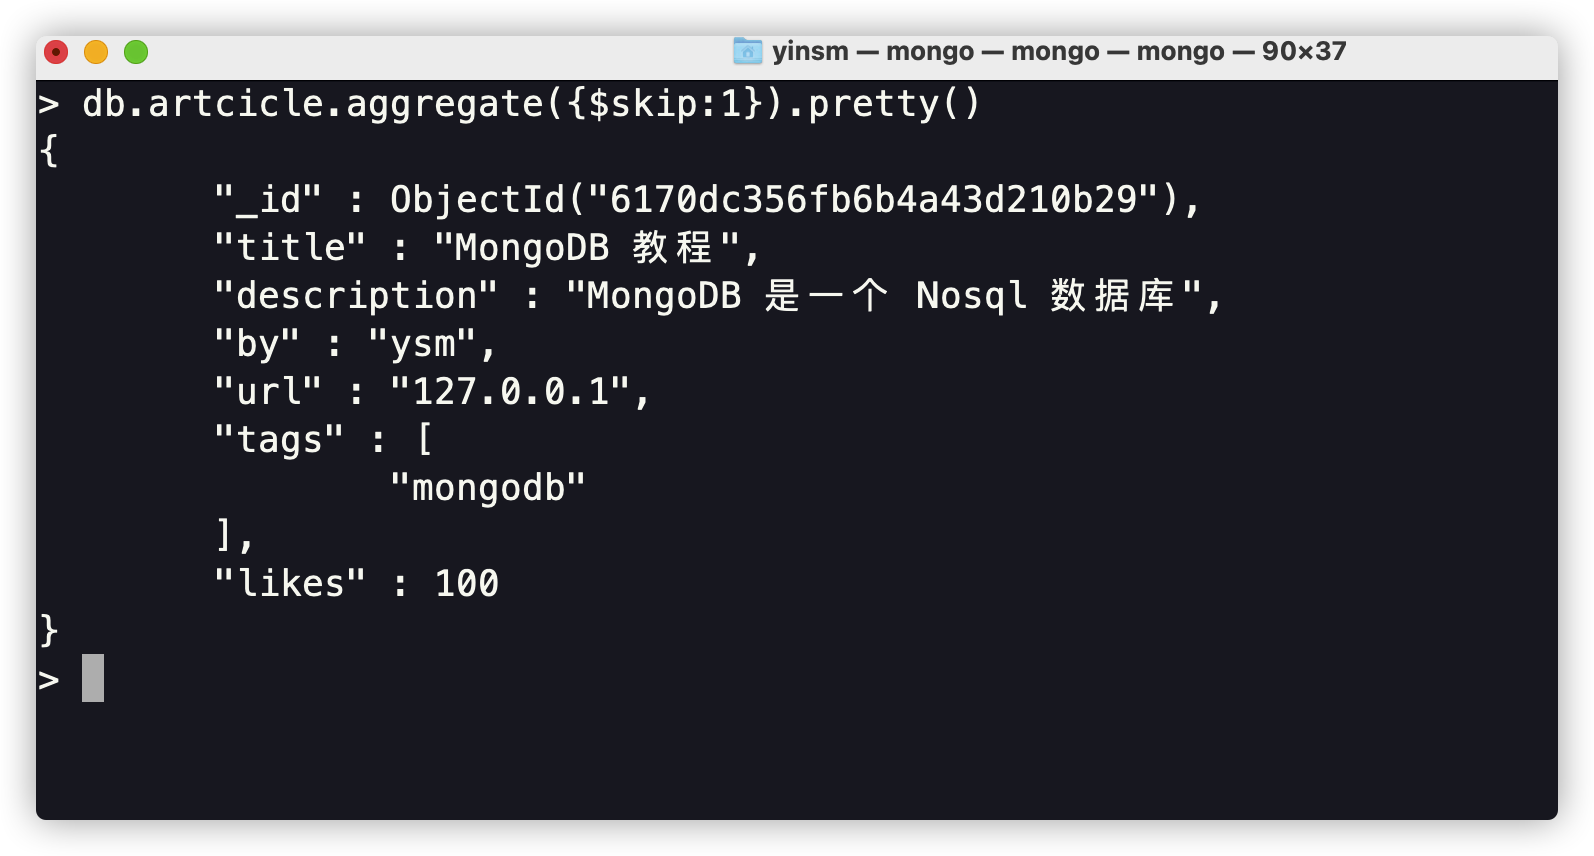 yinsm — mongo — mongo — mongo — 90×37
> db.artcicle.aggregate({$skip:1}).pretty()
{
        "_id" : ObjectId("6170dc356fb6b4a43d210b29"),
        "title" : "MongoDB 教程",
        "description" : "MongoDB 是一个 Nosql 数据库",
        "by" : "ysm",
        "url" : "127.0.0.1",
        "tags" : [
                "mongodb"
        ],
        "likes" : 100
}
>